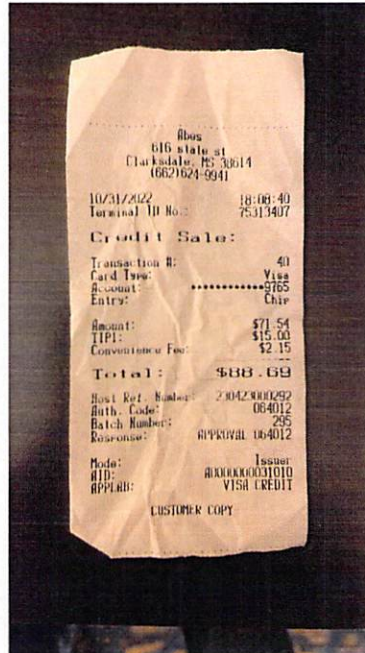 Abes
616 state st
Clarksdale, MS 38614
(662)624-9941
10/31/2022 18:08:40
Terminal ID No.: 75313407
Credit Sale:
Transaction #: 40
Card Type: Visa
Account: ************9765
Entry: Chip
Amount: $71.54
TIP1: $15.00
Convenience Fee: $2.15
Total: $88.69
Host Ref. Number: 230423000292
Auth. Code: 064012
Batch Number: 295
Response: APPROVAL 064012
Mode: Issuer
AID: A0000000031010
APPLAB: VISA CREDIT
CUSTOMER COPY